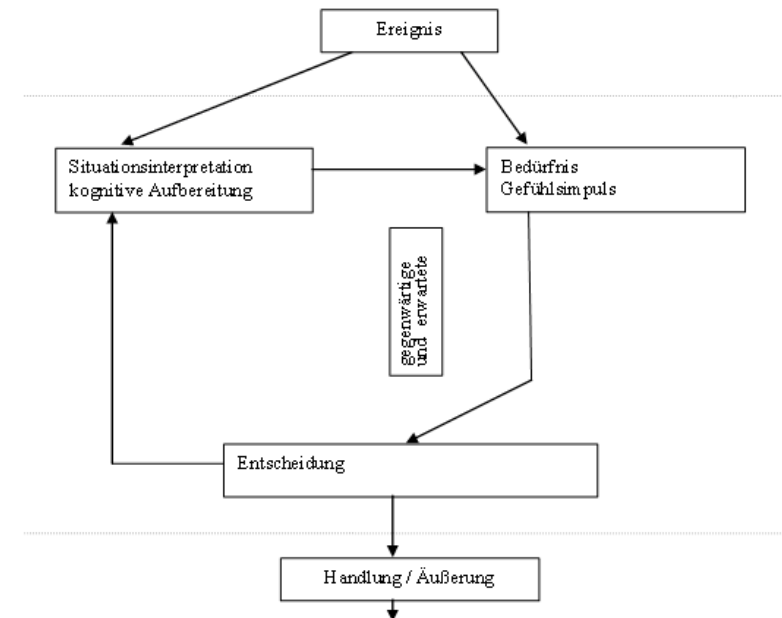 Ereignis
Situationsinterpretation
kognitive Aufbereitung
Bedürfnis
Gefühlsimpuls
gegenwärtige
und erwartete
Entscheidung
Handlung / Äußerung